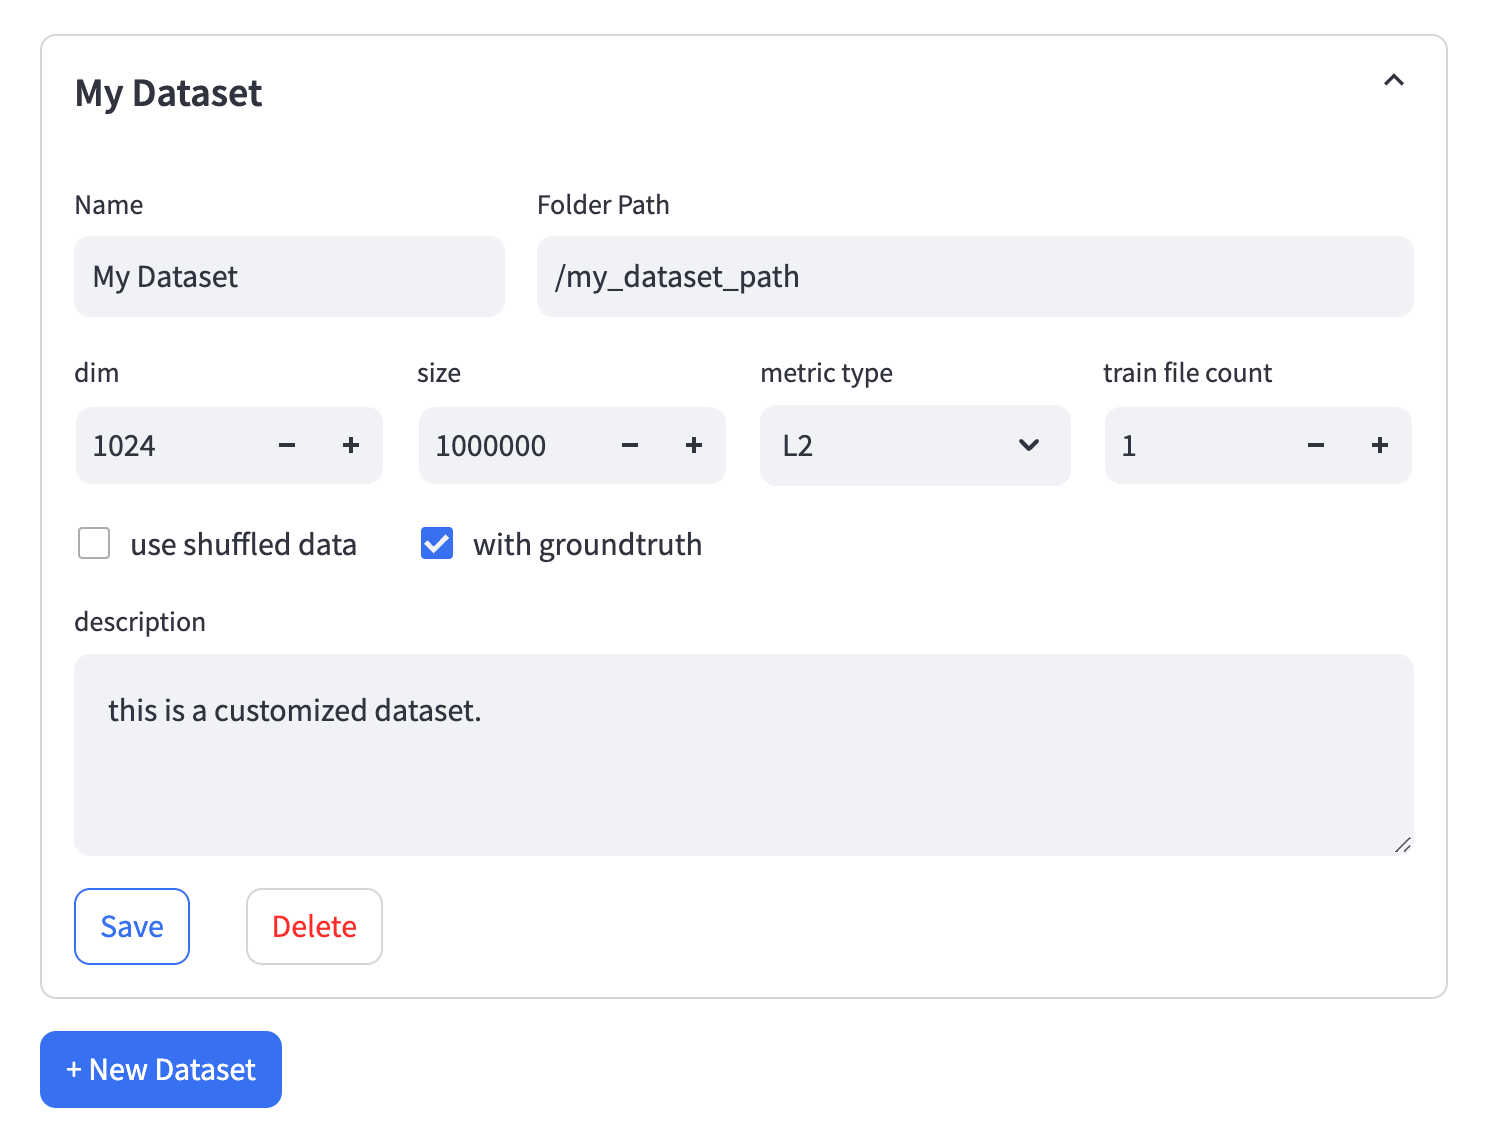 My Dataset
Name
Folder Path
My Dataset
/my_dataset_path
dim
size
metric type
train file count
1024
1000000
L2
1
use shuffled data
with groundtruth
description
this is a customized dataset.
Save
Delete
+ New Dataset